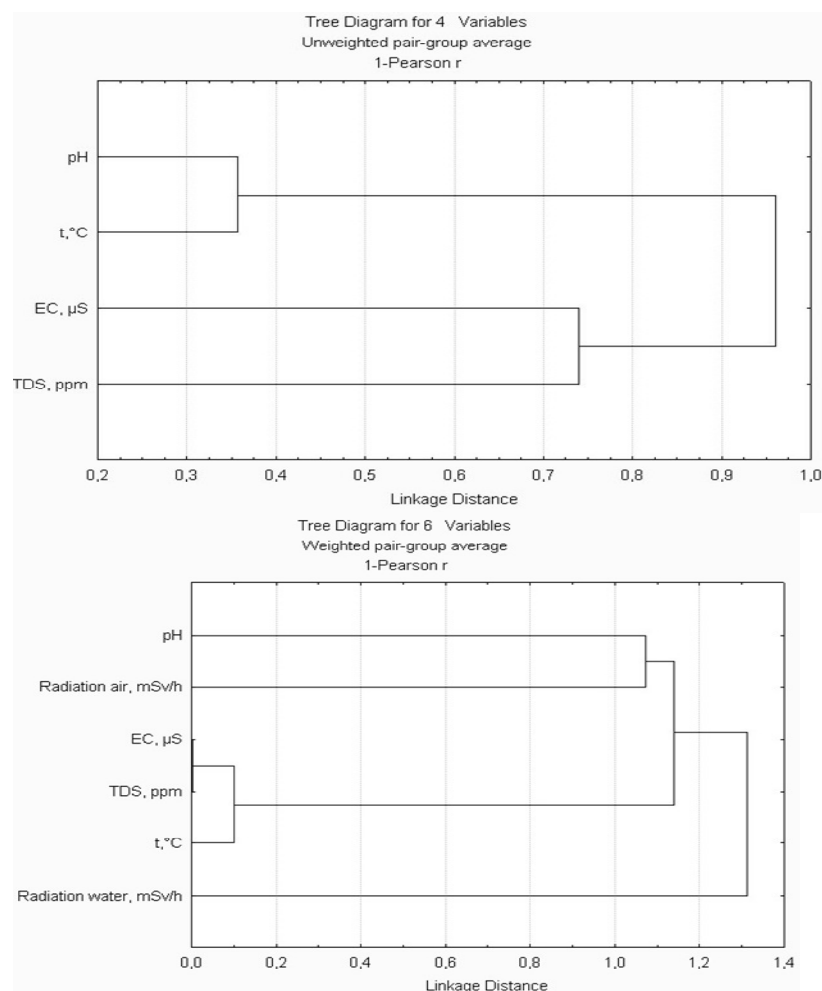 Tree Diagram for 4 Variables
Unweighted pair-group average
1-Pearson r
pH
t,°C
EC, µS
TDS, ppm
0,2 0,3 0,4 0,5 0,6 0,7 0,8 0,9 1,0
Linkage Distance
Tree Diagram for 6 Variables
Weighted pair-group average
1-Pearson r
pH
Radiation air, mSv/h
EC, µS
TDS, ppm
t,°C
Radiation water, mSv/h
0,0 0,2 0,4 0,6 0,8 1,0 1,2 1,4
Linkage Distance